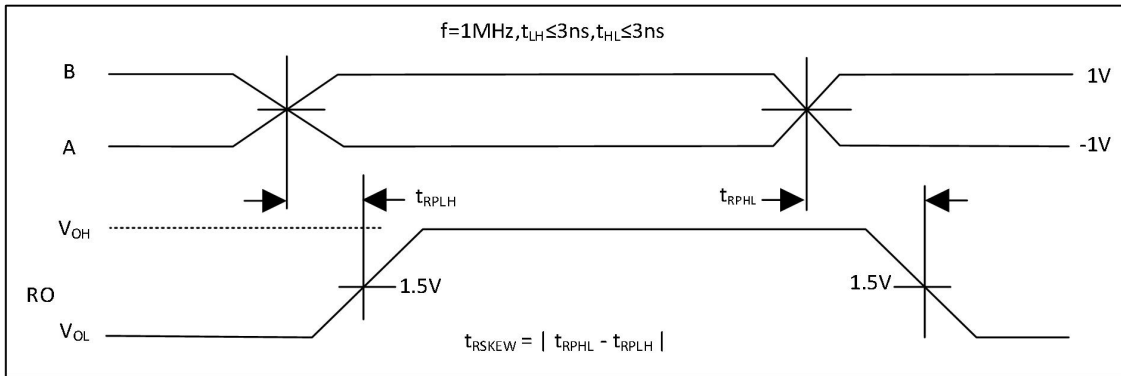 f=1MHz,tLH≤3ns,tHL≤3ns
B
1V
A
-1V
tRPLH
tRPHL
VOH
1.5V
1.5V
RO
VOL
tRSKEW = | tRPHL - tRPLH |